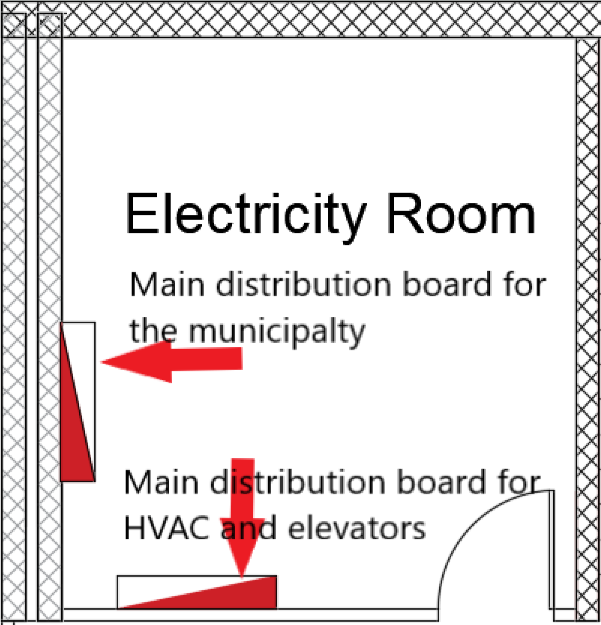 Electricity Room
Main distribution board for
the municipalty
Main distribution board for
HVAC and elevators